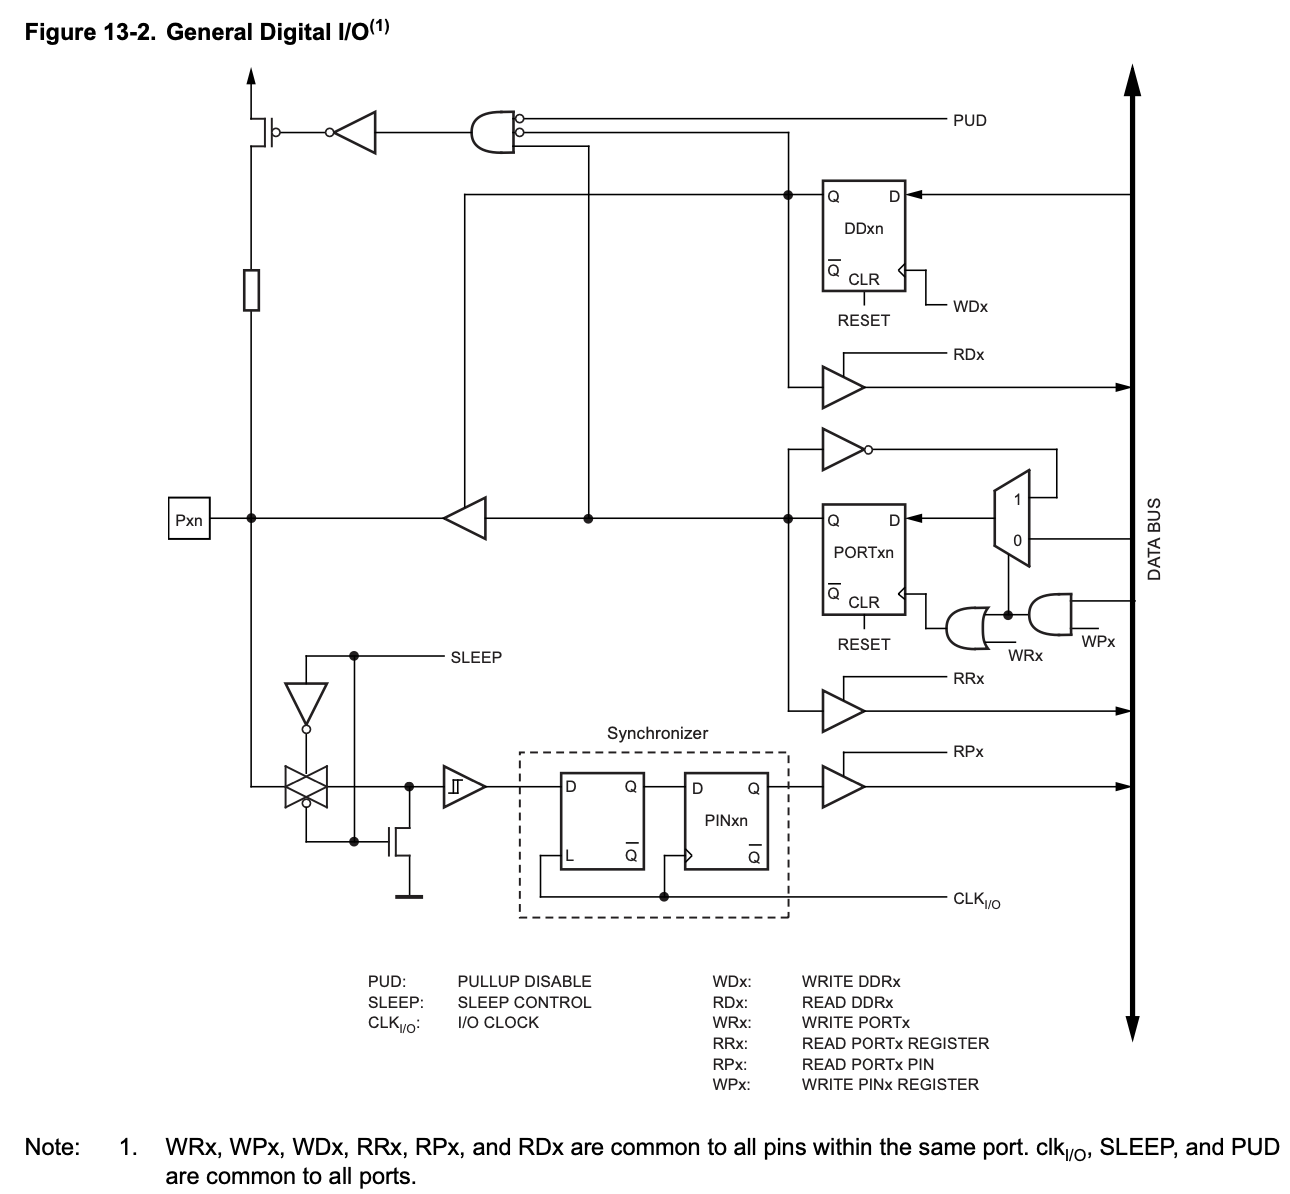 Figure 13-2. General Digital I/O(1)
PUD
Q D
DDxn
Q
CLR
RESET
WDx
RDx
1
Pxn
Q D
0
PORTxn
DATA BUS
Q
CLR
RESET
WRx
WPx
SLEEP
RRx
Synchronizer
RPx
D Q D Q
PINxn
L Q Q
CLKI/O
PUD: PULLUP DISABLE WDx: WRITE DDRx
SLEEP: SLEEP CONTROL RDx: READ DDRx
CLKI/O: I/O CLOCK WRx: WRITE PORTx
RRx: READ PORTx REGISTER
RPx: READ PORTx PIN
WPx: WRITE PINx REGISTER
Note: 1. WRx, WPx, WDx, RRx, RPx, and RDx are common to all pins within the same port. clkI/O, SLEEP, and PUD
are common to all ports.